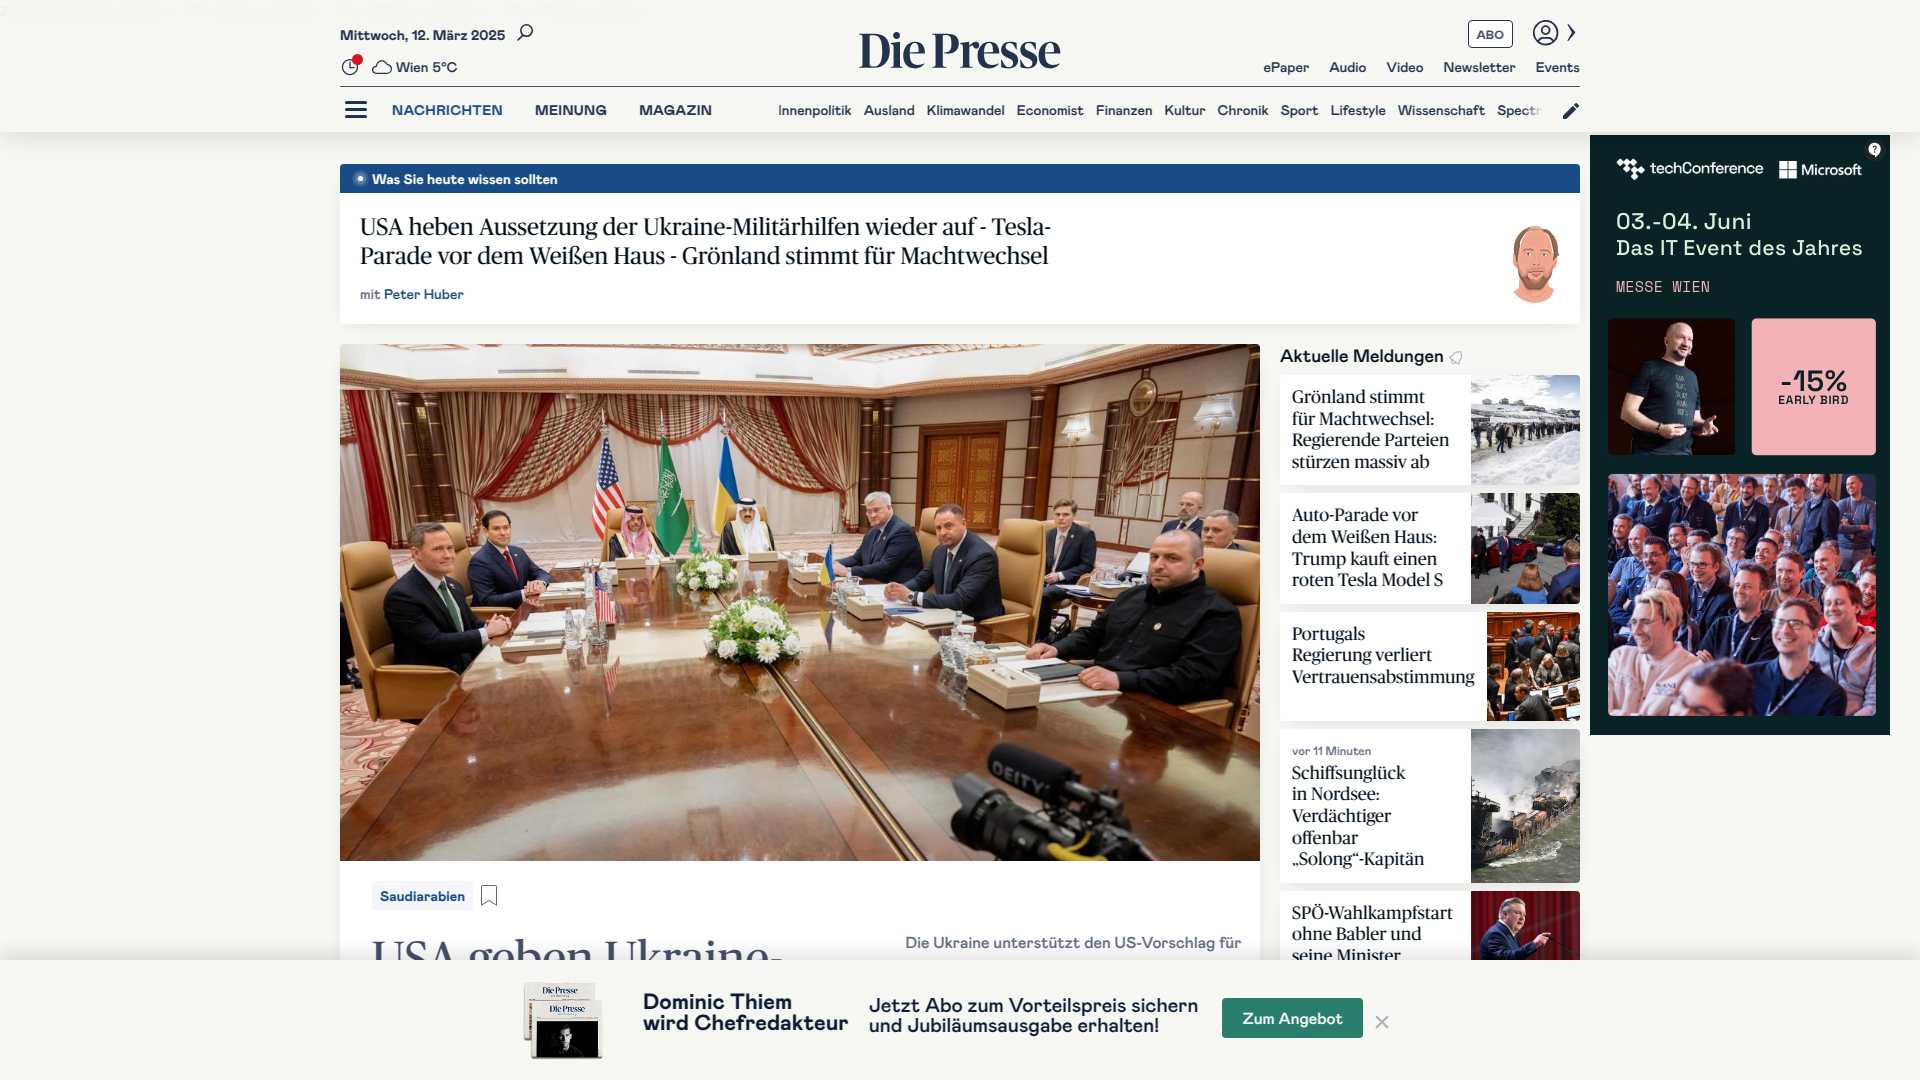 Mittwoch, 12. März 2025
Wien 5°C
Die Presse
ABO
ePaper Audio Video Newsletter Events
NACHRICHTEN MEINUNG MAGAZIN
Innenpolitik Ausland Klimawandel Economist Finanzen Kultur Chronik Sport Lifestyle Wissenschaft Spectr
Was Sie heute wissen sollten
USA heben Aussetzung der Ukraine-Militärhilfen wieder auf - Tesla-
Parade vor dem Weißen Haus - Grönland stimmt für Machtwechsel
mit Peter Huber
DEITY
Saudiarabien
USA geben Ukraine-
Die Ukraine unterstützt den US-Vorschlag für
Aktuelle Meldungen
Grönland stimmt
für Machtwechsel:
Regierende Parteien
stürzen massiv ab
Auto-Parade vor
dem Weißen Haus:
Trump kauft einen
roten Tesla Model S
Portugals
Regierung verliert
Vertrauensabstimmung
vor 11 Minuten
Schiffsunglück
in Nordsee:
Verdächtiger
offenbar
„Solong“-Kapitän
SPÖ-Wahlkampfstart
ohne Babler und
seine Minister
techConference Microsoft
03.-04. Juni
Das IT Event des Jahres
MESSE WIEN
-15%
EARLY BIRD
Die Presse
Die Presse
Dominic Thiem
wird Chefredakteur
Jetzt Abo zum Vorteilspreis sichern
und Jubiläumsausgabe erhalten!
Zum Angebot